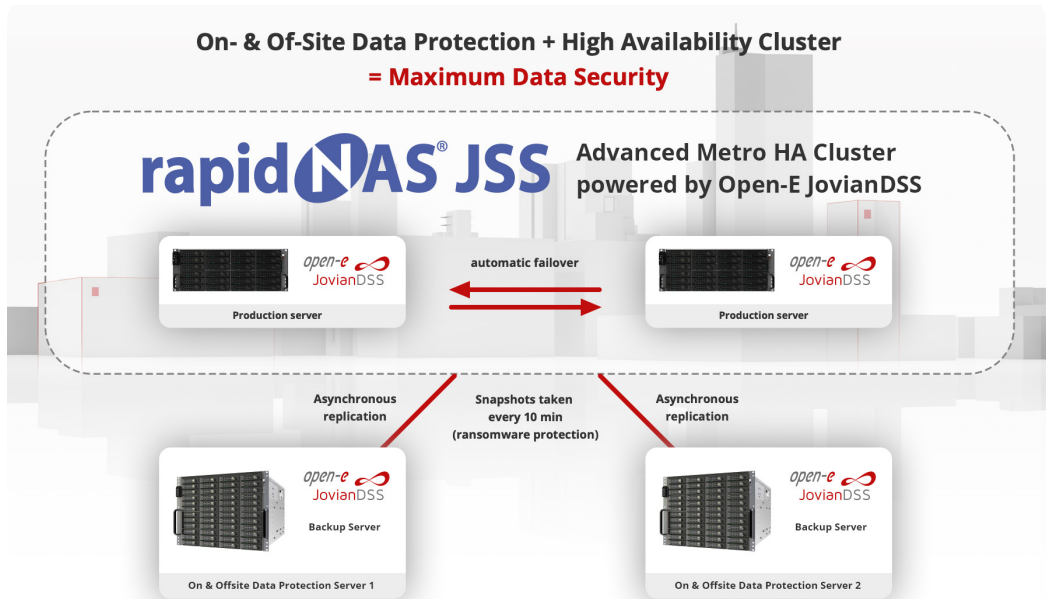 On- & Of-Site Data Protection + High Availability Cluster
= Maximum Data Security
rapidNAS® JSS
Advanced Metro HA Cluster
powered by Open-E JovianDSS
open-e
JovianDSS
Production server
automatic failover
open-e
JovianDSS
Production server
Asynchronous
replication
Snapshots taken
every 10 min
(ransomware protection)
Asynchronous
replication
open-e
JovianDSS
Backup Server
On & Offsite Data Protection Server 1
open-e
JovianDSS
Backup Server
On & Offsite Data Protection Server 2